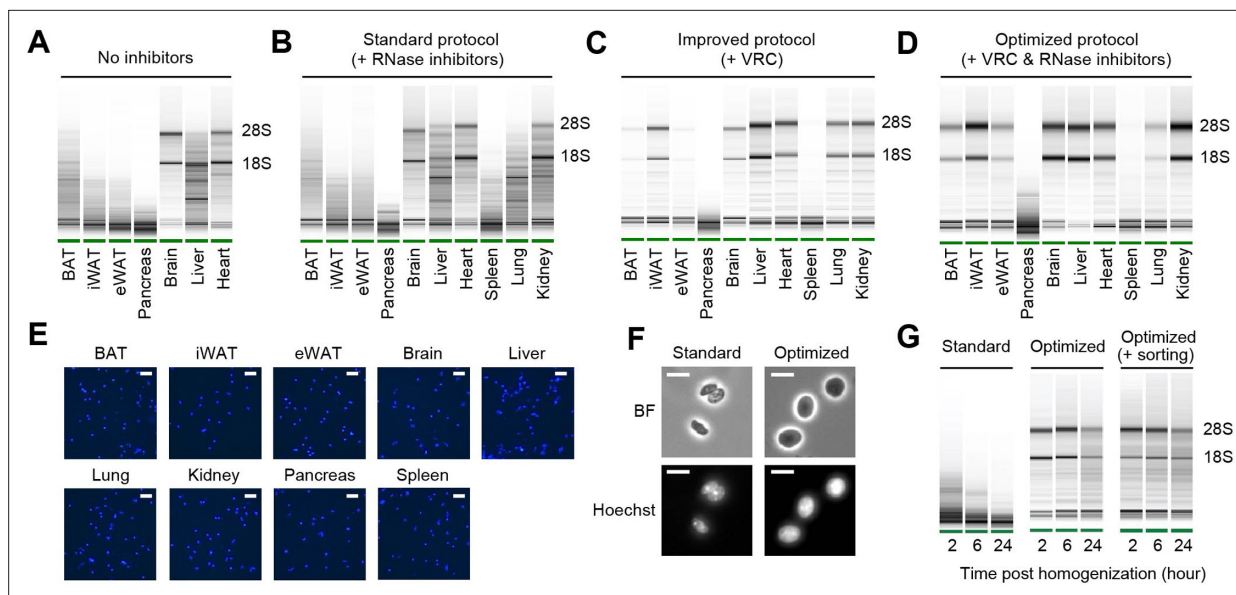 A
No inhibitors
28S
18S
BAT
iWAT
eWAT
Pancreas
Brain
Liver
Heart
B
Standard protocol
(+ RNase inhibitors)
28S
18S
BAT
iWAT
eWAT
Pancreas
Brain
Liver
Heart
Spleen
Lung
Kidney
C
Improved protocol
(+ VRC)
28S
18S
BAT
iWAT
eWAT
Pancreas
Brain
Liver
Heart
Spleen
Lung
Kidney
D
Optimized protocol
(+ VRC & RNase inhibitors)
28S
18S
BAT
iWAT
eWAT
Pancreas
Brain
Liver
Heart
Spleen
Lung
Kidney
E
BAT iWAT eWAT Brain Liver
Lung Kidney Pancreas Spleen
F
Standard Optimized
BF
Hoechst
G
Standard Optimized Optimized
(+ sorting)
28S
18S
2 6 24 2 6 24 2 6 24
Time post homogenization (hour)